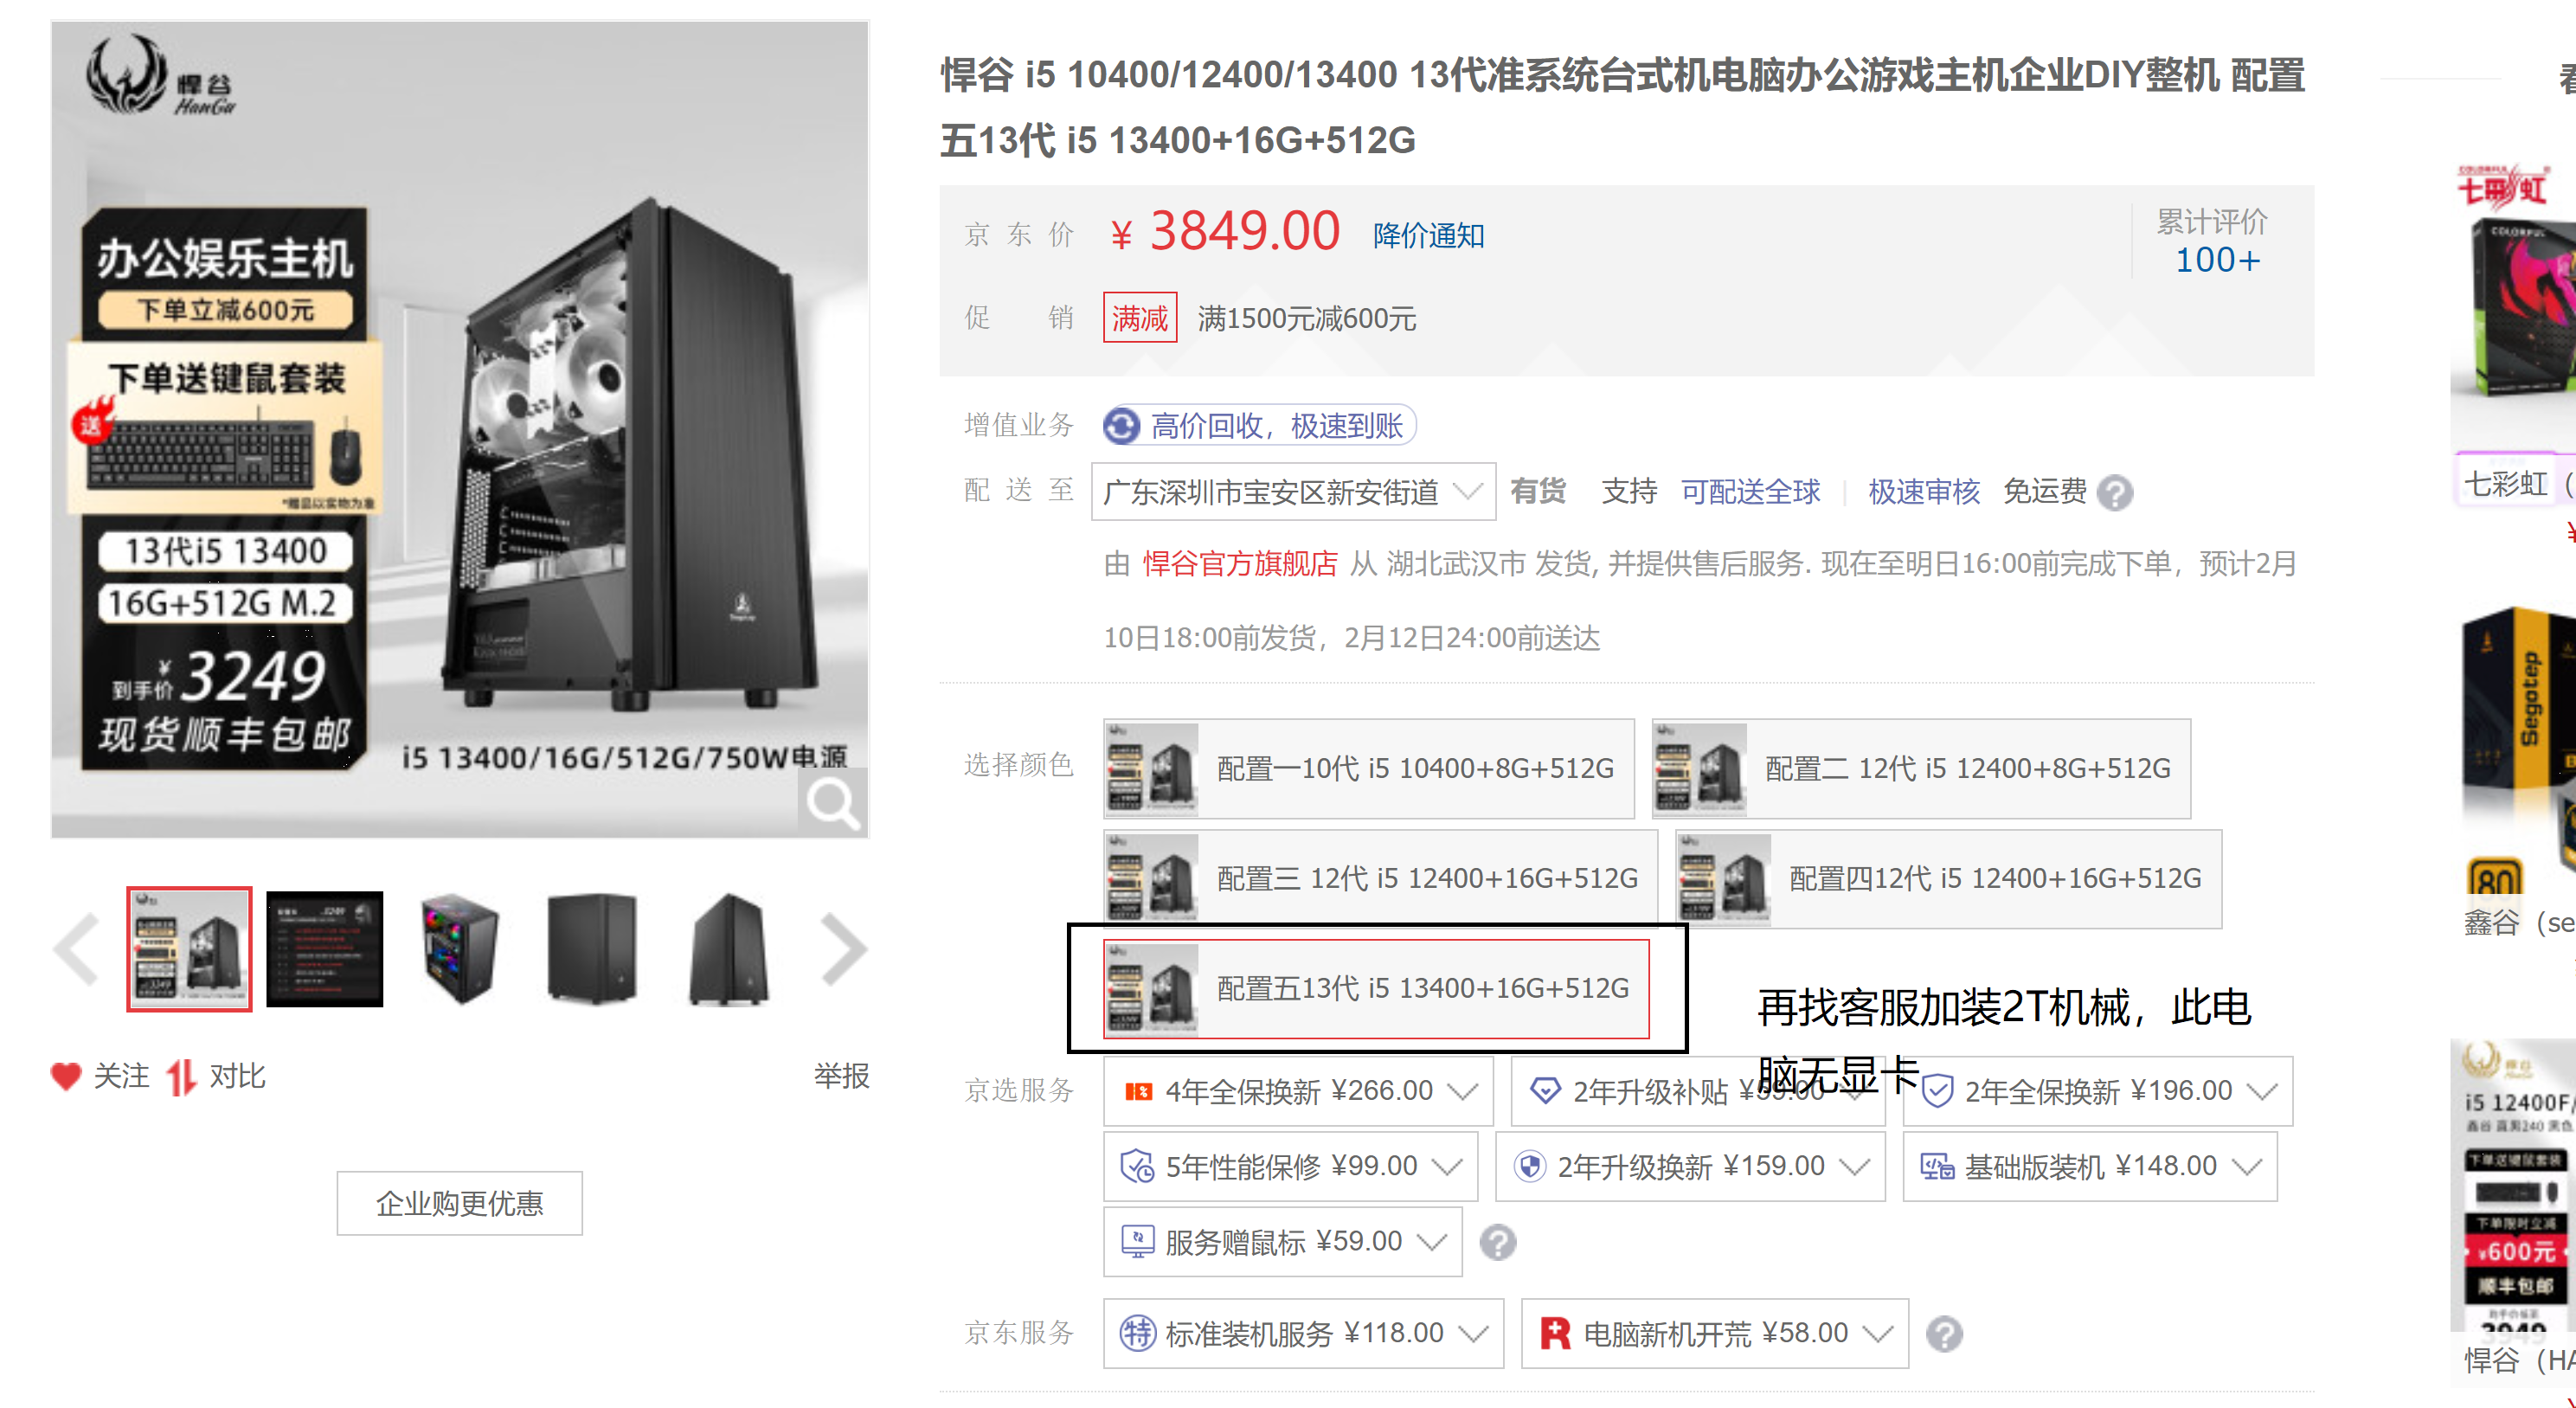 悍谷
HanGu
办公娱乐主机
下单立减600元
下单送键鼠套装
送
*赠品以实物为准
13代i5 13400
16G+512G M.2
到手价 ¥3249
现货顺丰包邮
i5 13400/16G/512G/750W电源
关注 对比 举报
企业购更优惠
悍谷 i5 10400/12400/13400 13代准系统台式机电脑办公游戏主机企业DIY整机 配置
五13代 i5 13400+16G+512G
京东价 ¥ 3849.00 降价通知
累计评价
100+
促销 满减 满1500元减600元
增值业务 高价回收，极速到账
配送至 广东深圳市宝安区新安街道 有货 支持 可配送全球 极速审核 免运费
由 悍谷官方旗舰店 从 湖北武汉市 发货, 并提供售后服务. 现在至明日16:00前完成下单，预计2月
10日18:00前发货，2月12日24:00前送达
选择颜色 配置一10代 i5 10400+8G+512G 配置二 12代 i5 12400+8G+512G
配置三 12代 i5 12400+16G+512G 配置四12代 i5 12400+16G+512G
配置五13代 i5 13400+16G+512G
再找客服加装2T机械，此电
脑无显卡
京选服务 4年全保换新 ¥266.00 2年升级补贴 ¥59.00 2年全保换新 ¥196.00
5年性能保修 ¥99.00 2年升级换新 ¥159.00 基础版装机 ¥148.00
服务赠鼠标 ¥59.00
京东服务 特 标准装机服务 ¥118.00 电脑新机开荒 ¥58.00
看
COLORFUL
七彩虹
COLORFUL
七彩虹（
¥
Segotep
80
鑫谷（se
i5 12400F/
下单送键鼠套装
下单限时立减
¥600元
顺丰包邮
悍谷（HA